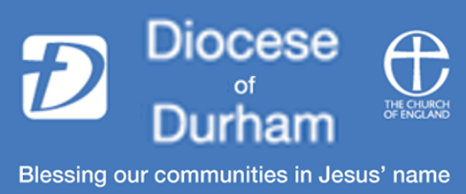 Diocese
of
Durham
THE CHURCH
OF ENGLAND
Blessing our communities in Jesus' name